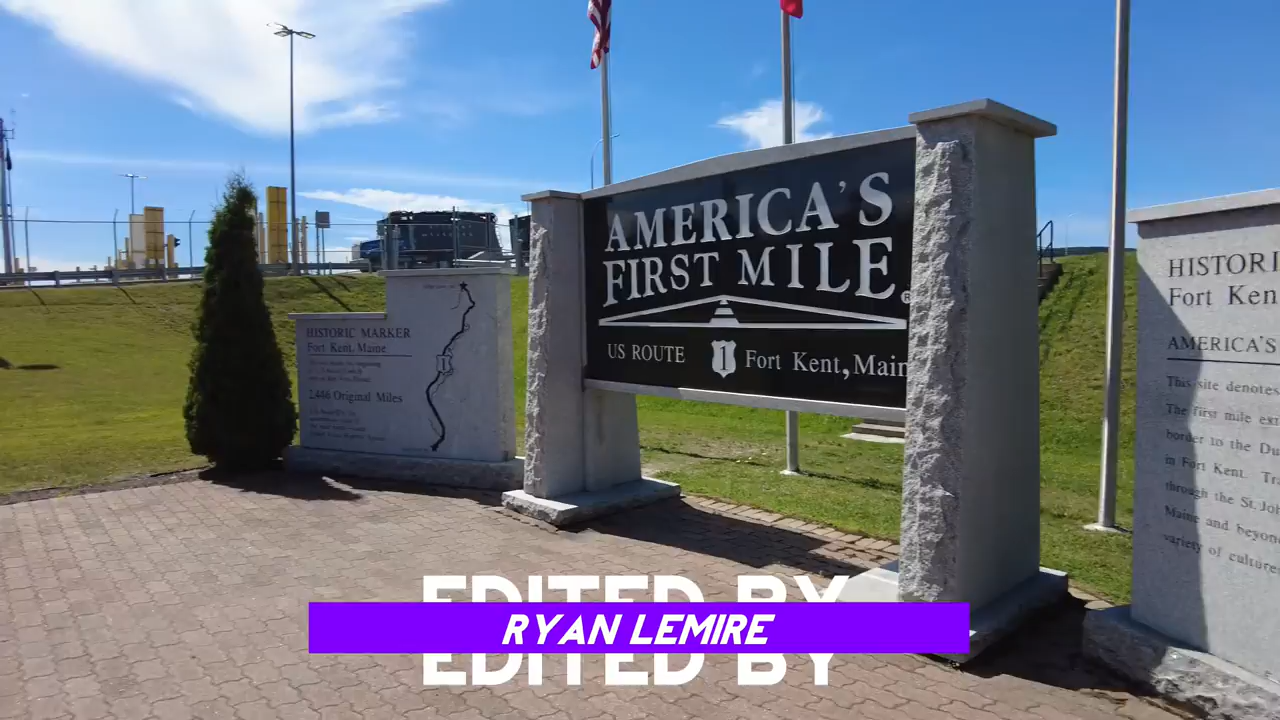 AMERICA'S
FIRST MILE
US ROUTE 1 Fort Kent, Main
HISTORIC MARKER
Fort Kent, Maine
1
2,446 Original Miles
HISTORI
Fort Ken
AMERICA'S
This site denotes
The first mile ext
border to the Du
in Fort Kent. Tra
through the St. Joh
Maine and beyon
variety of culture
EDITED BY
RYAN LEMIRE
EDITED BY